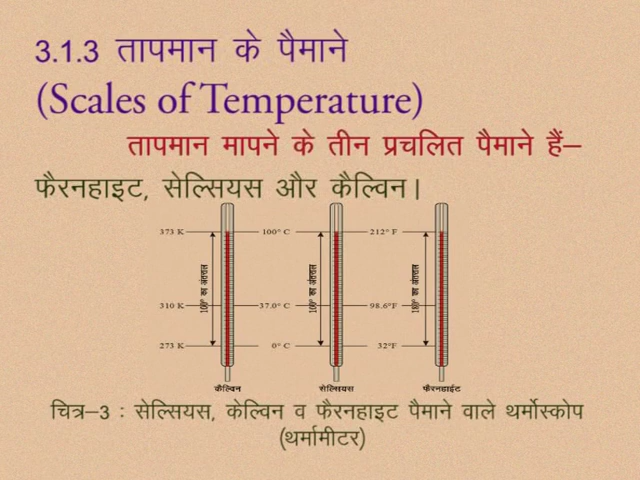 3.1.3 तापमान के पैमाने
(Scales of Temperature)
तापमान मापने के तीन प्रचलित पैमाने हैं–
फैरनहाइट, सेल्सियस और कैल्विन।
373 K 100° C 212° F
100° का अंतराल 100° का अंतराल 180° का अंतराल
310 K 37.0° C 98.6°F
273 K 0° C 32°F
कैल्विन सेल्सियस फैरनहाईट
चित्र–3 : सेल्सियस, केल्विन व फैरनहाइट पैमाने वाले थर्मोस्कोप
(थर्मामीटर)